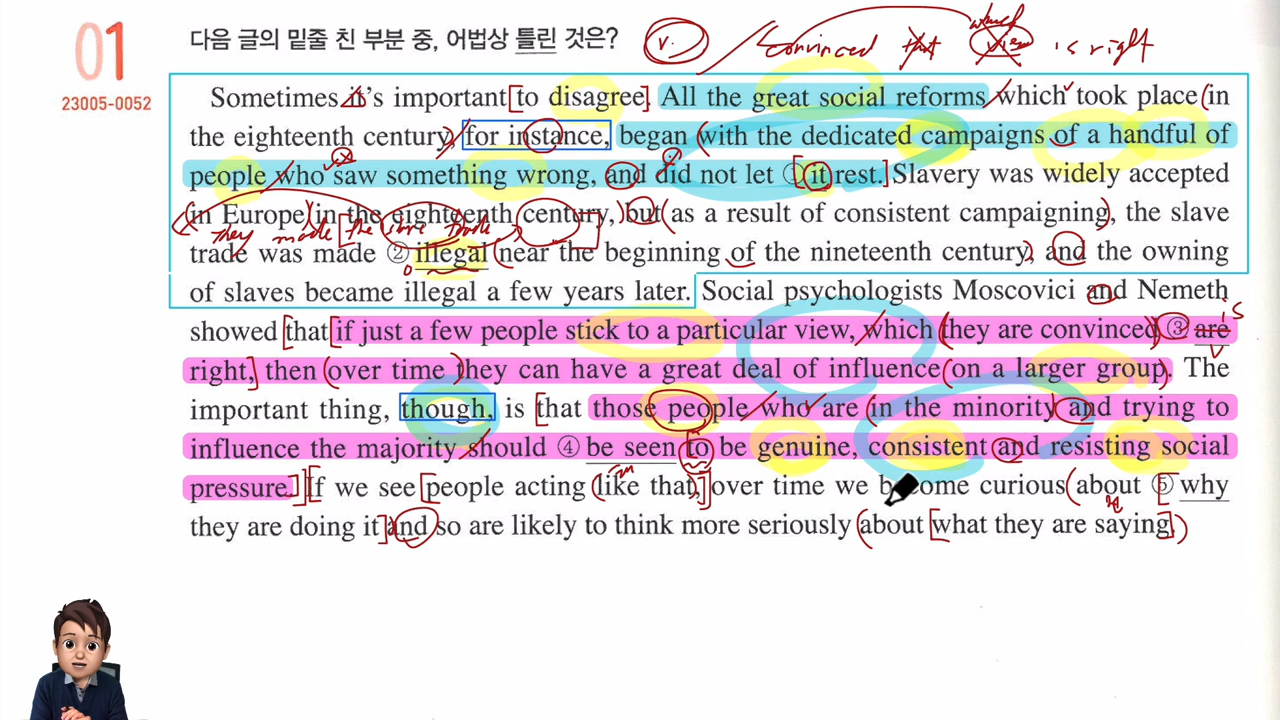 01
23005-0052
다음 글의 밑줄 친 부분 중, 어법상 틀린 것은?
v. convinced that view which is right
Sometimes it's important to disagree. All the great social reforms which took place in
the eighteenth century, for instance, began with the dedicated campaigns of a handful of
people who saw something wrong, and did not let ① it rest. Slavery was widely accepted
in Europe in the eighteenth century, but as a result of consistent campaigning, the slave
they made the slave trade
trade was made ② illegal near the beginning of the nineteenth century, and the owning
of slaves became illegal a few years later. Social psychologists Moscovici and Nemeth
is
showed that if just a few people stick to a particular view, which they are convinced ③ are
right, then over time they can have a great deal of influence on a larger group. The
important thing, though, is that those people who are in the minority and trying to
influence the majority should ④ be seen to be genuine, consistent and resisting social
pressure. If we see people acting like that, over time we become curious about ⑤ why
they are doing it and so are likely to think more seriously about what they are saying.